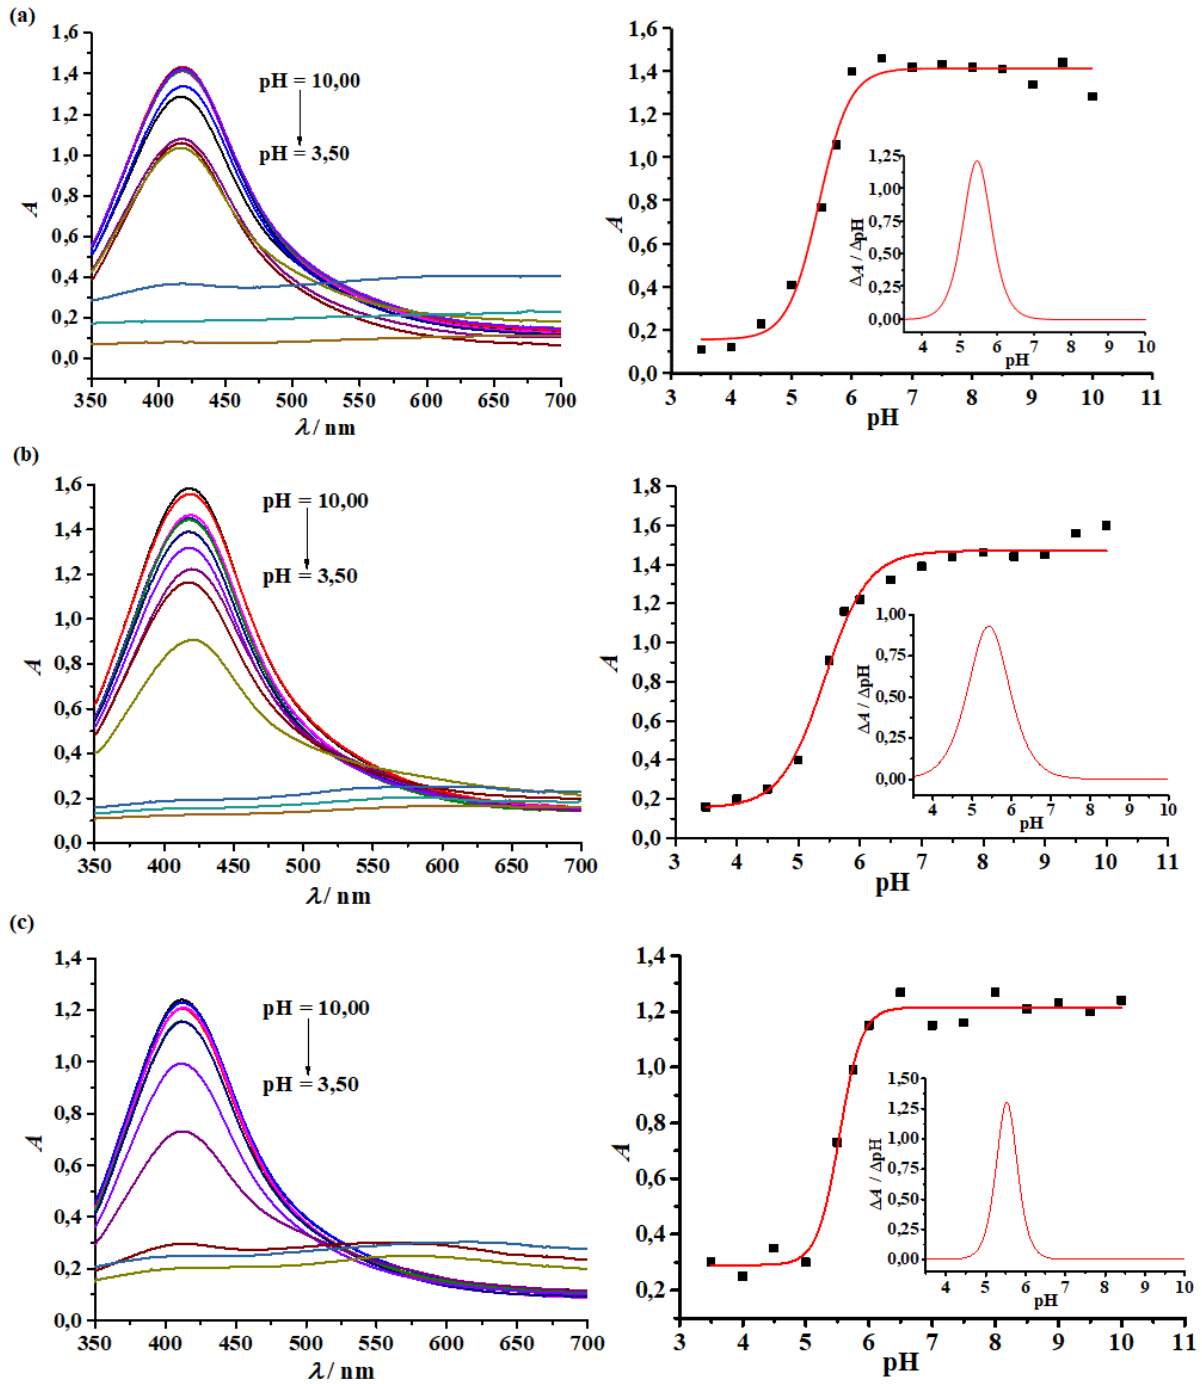 (a)
1,6
1,4
1,2
1,0
0,8
0,6
0,4
0,2
0,0
A
pH = 10,00
pH = 3,50
350 400 450 500 550 600 650 700
λ / nm
1,6
1,4
1,2
1,0
0,8
0,6
0,4
0,2
0,0
A
3 4 5 6 7 8 9 10 11
pH
1,25
1,00
0,75
0,50
0,25
0,00
ΔA / ΔpH
4 5 6 7 8 9 10
pH
(b)
1,6
1,4
1,2
1,0
0,8
0,6
0,4
0,2
0,0
A
pH = 10,00
pH = 3,50
350 400 450 500 550 600 650 700
λ / nm
1,8
1,6
1,4
1,2
1,0
0,8
0,6
0,4
0,2
0,0
A
3 4 5 6 7 8 9 10 11
pH
1,00
0,75
0,50
0,25
0,00
ΔA / ΔpH
4 5 6 7 8 9 10
pH
(c)
1,4
1,2
1,0
0,8
0,6
0,4
0,2
0,0
A
pH = 10,00
pH = 3,50
350 400 450 500 550 600 650 700
λ / nm
1,4
1,2
1,0
0,8
0,6
0,4
0,2
A
3 4 5 6 7 8 9 10 11
pH
1,50
1,25
1,00
0,75
0,50
0,25
0,00
ΔA / ΔpH
4 5 6 7 8 9 10
pH